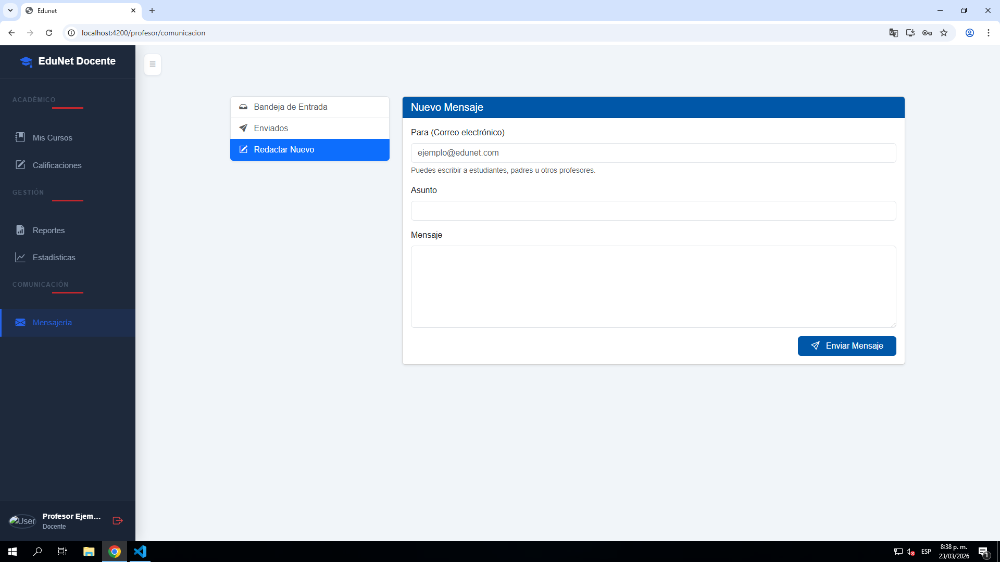 Edunet
localhost:4200/profesor/comunicacion
EduNet Docente
ACADÉMICO
Mis Cursos
Calificaciones
GESTIÓN
Reportes
Estadísticas
COMUNICACIÓN
Mensajería
User
Profesor Ejem...
Docente
Bandeja de Entrada
Enviados
Redactar Nuevo
Nuevo Mensaje
Para (Correo electrónico)
ejemplo@edunet.com
Puedes escribir a estudiantes, padres u otros profesores.
Asunto
Mensaje
Enviar Mensaje
ESP
8:38 p. m.
23/03/2026
1